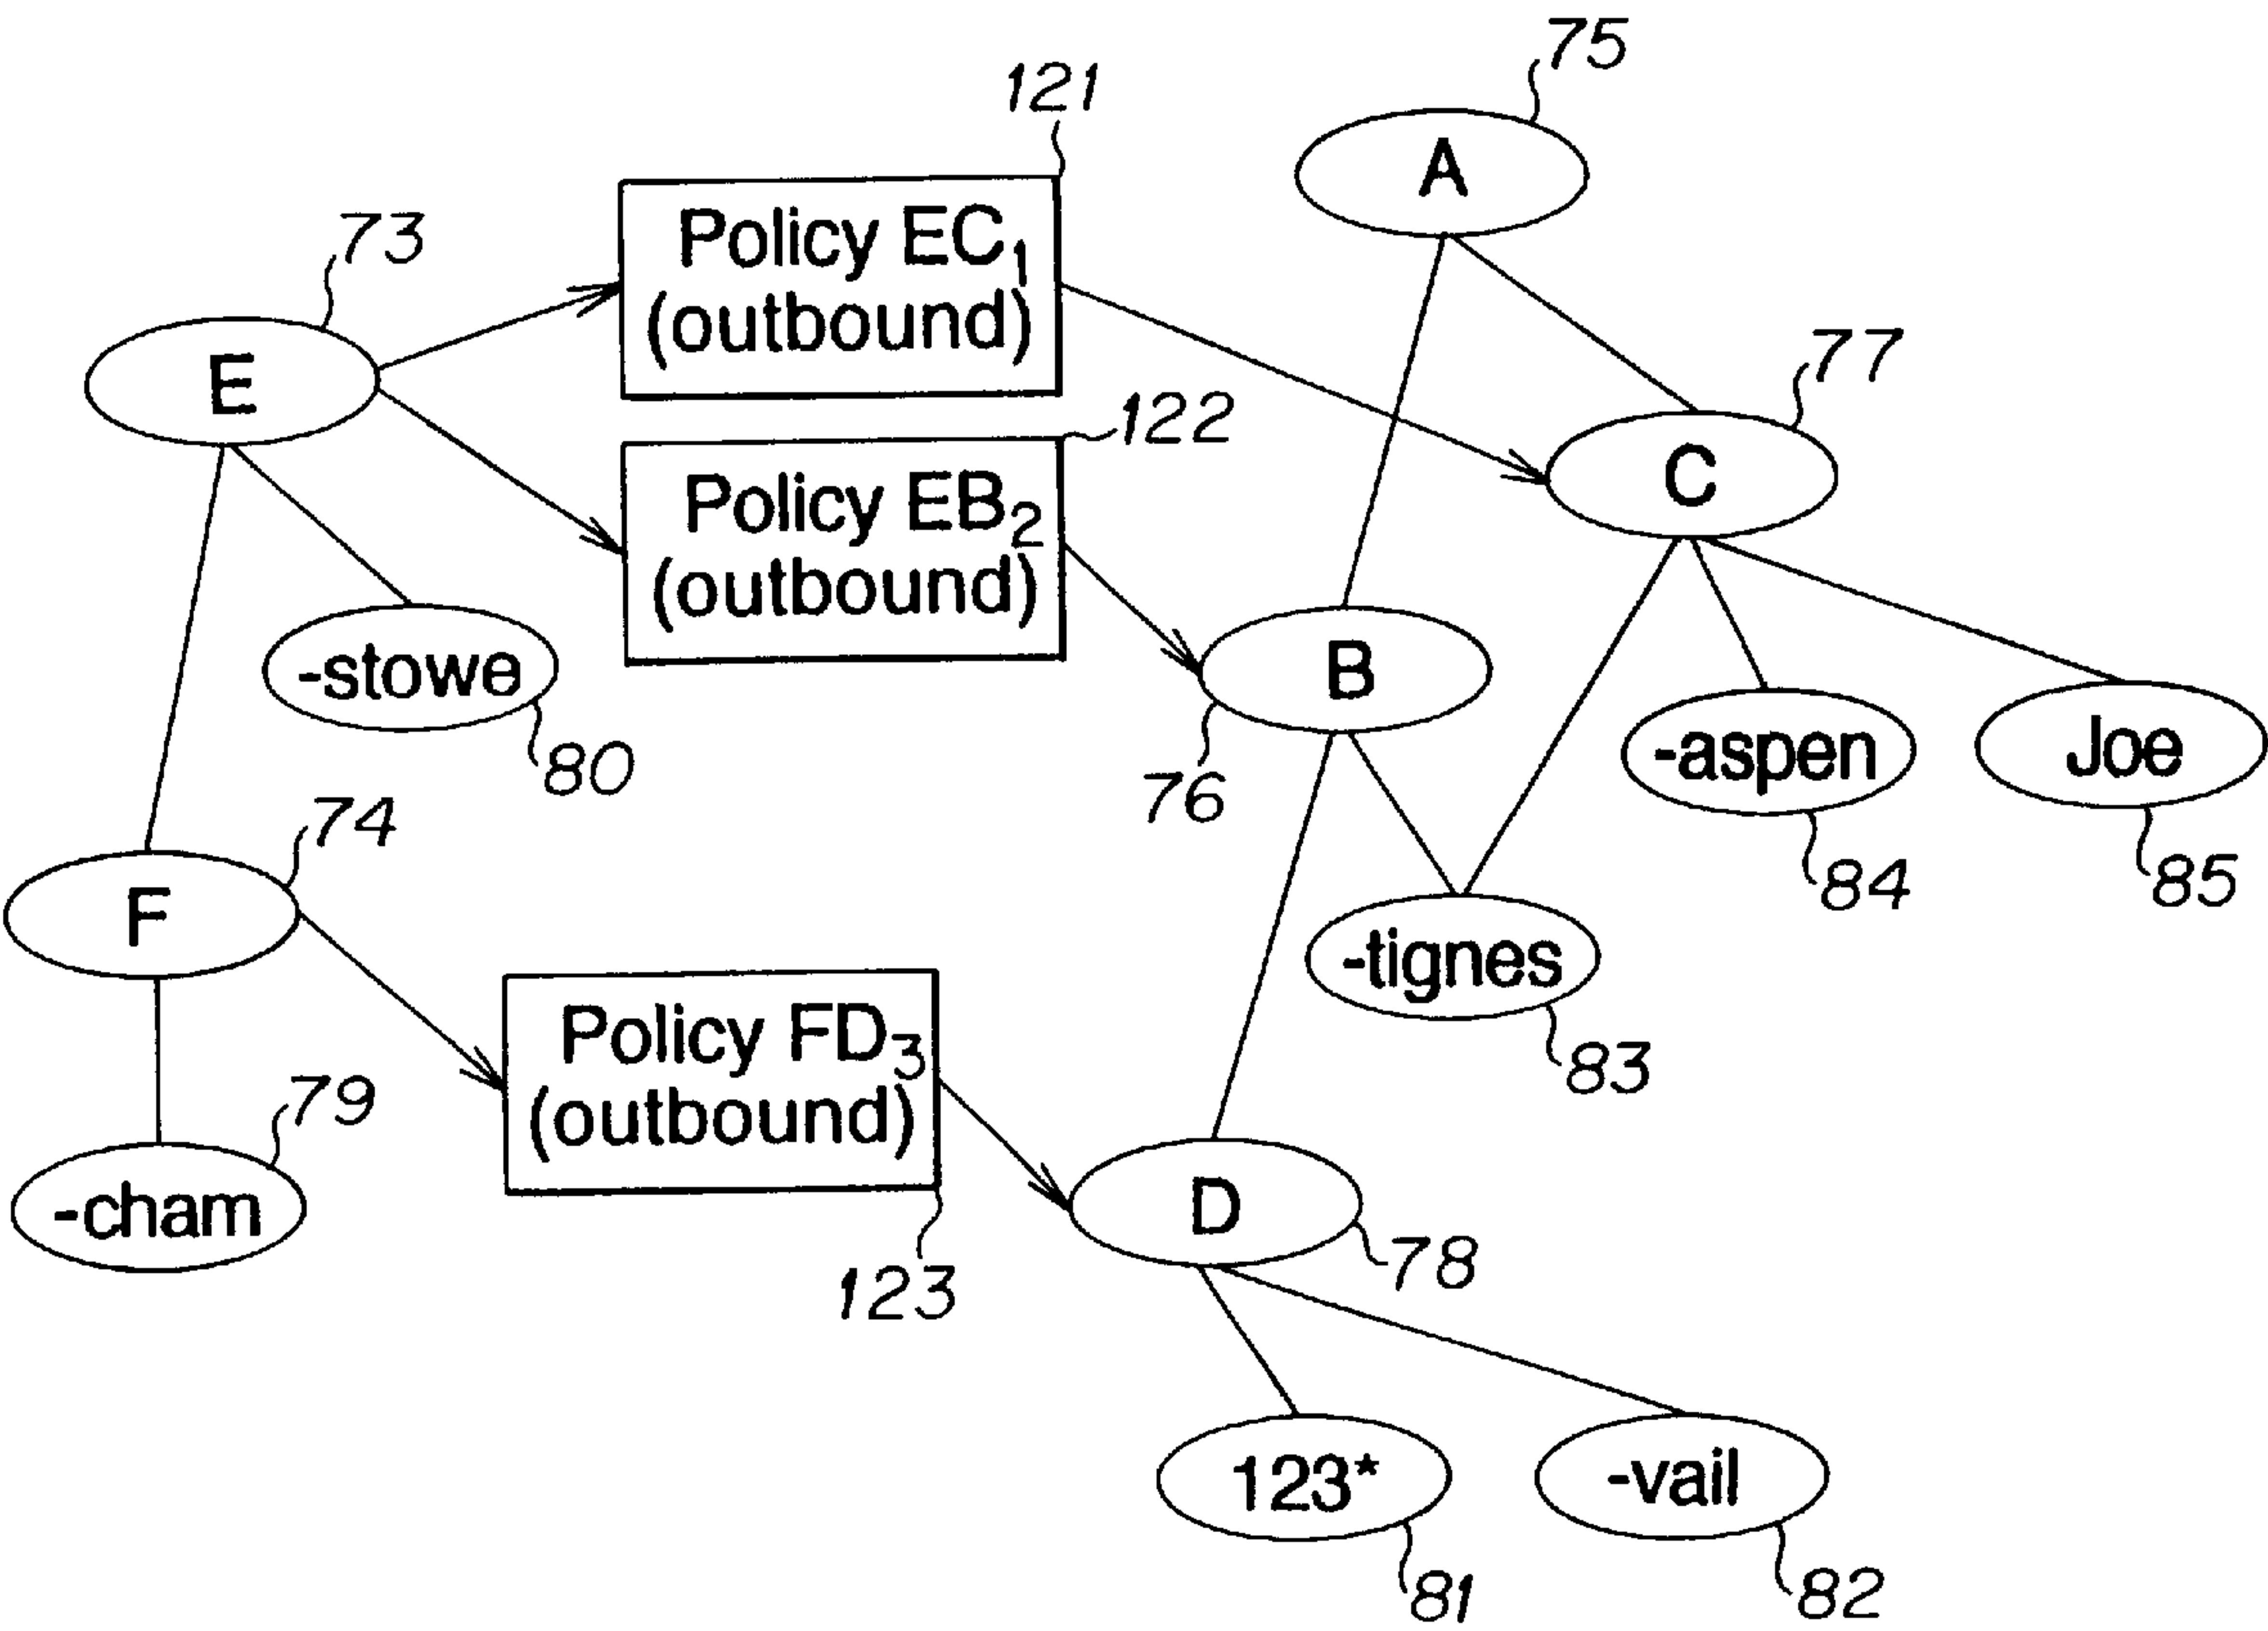 75
121
A
Policy EC1
(outbound)
73
77
E
122
C
Policy EB2
(outbound)
-stowe
B
-aspen
Joe
80
76
74
84
85
F
-tignes
Policy FD3
(outbound)
83
79
-cham
D
78
123
123*
-vail
81
82